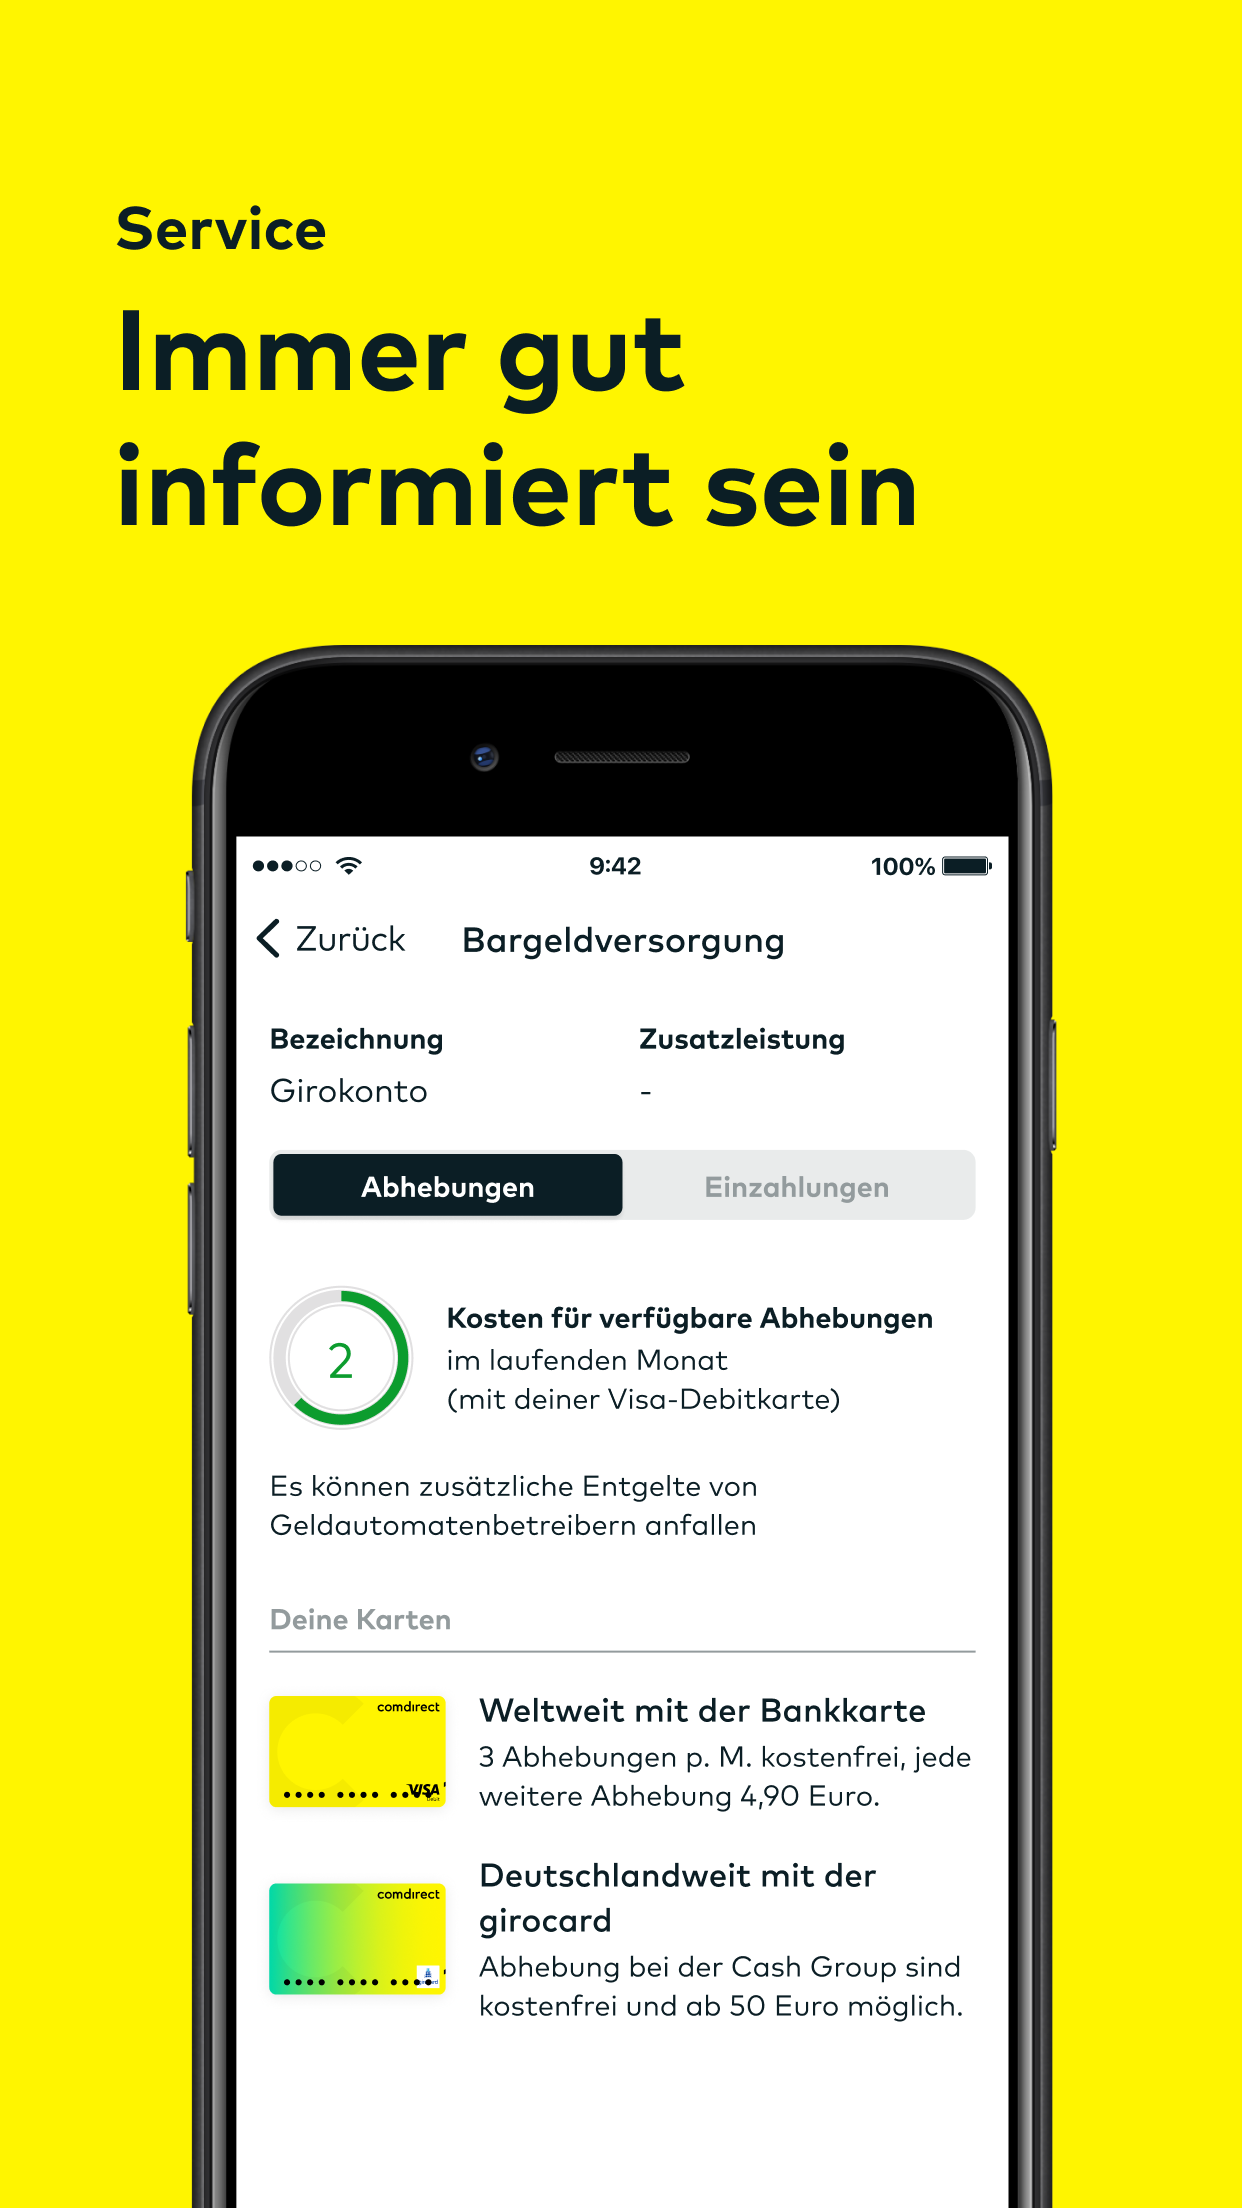 Service
Immer gut
informiert sein
9:42
100%
Zurück
Bargeldversorgung
Bezeichnung
Zusatzleistung
Girokonto
-
Abhebungen
Einzahlungen
2
Kosten für verfügbare Abhebungen
im laufenden Monat
(mit deiner Visa-Debitkarte)
Es können zusätzliche Entgelte von
Geldautomatenbetreibern anfallen
Deine Karten
comdirect
VISA
Weltweit mit der Bankkarte
3 Abhebungen p. M. kostenfrei, jede
weitere Abhebung 4,90 Euro.
comdirect
Deutschlandweit mit der
girocard
Abhebung bei der Cash Group sind
kostenfrei und ab 50 Euro möglich.